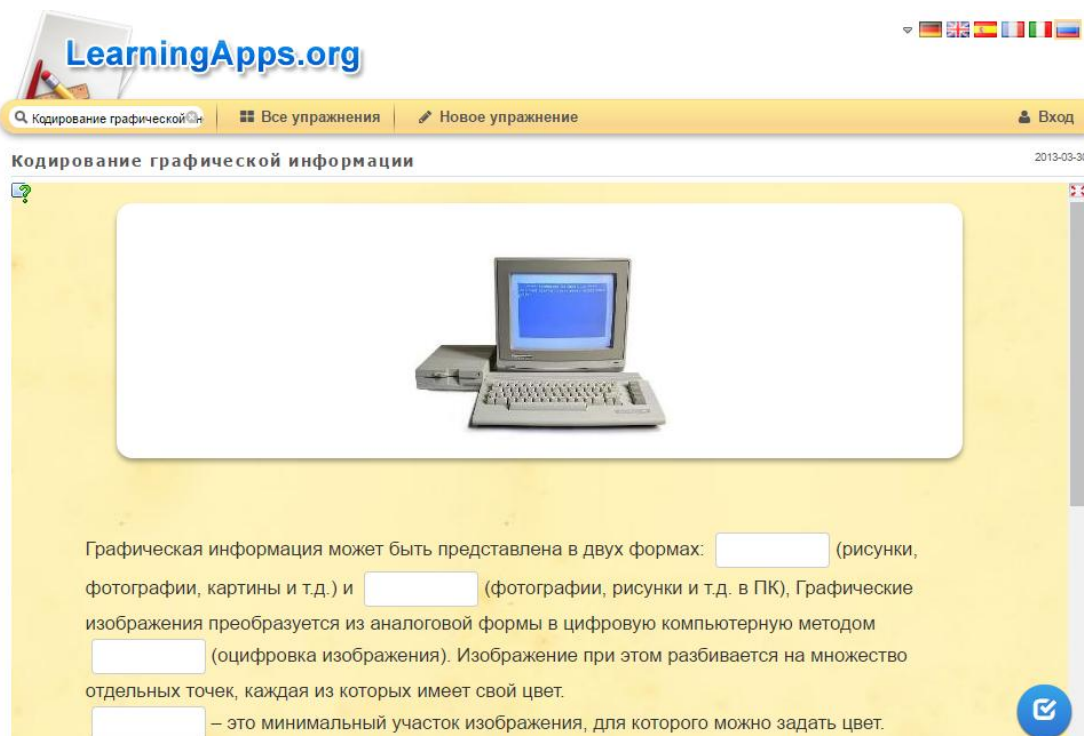 LearningApps.org
Кодирование графической
Все упражнения
Новое упражнение
Вход
Кодирование графической информации
2013-03-30
Графическая информация может быть представлена в двух формах: (рисунки,
фотографии, картины и т.д.) и (фотографии, рисунки и т.д. в ПК), Графические
изображения преобразуется из аналоговой формы в цифровую компьютерную методом
(оцифровка изображения). Изображение при этом разбивается на множество
отдельных точек, каждая из которых имеет свой цвет.
– это минимальный участок изображения, для которого можно задать цвет.